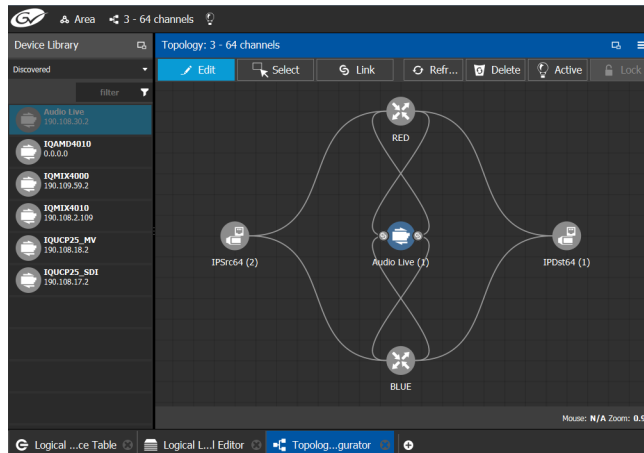 GV Area 3 - 64 channels
Device Library
Topology: 3 - 64 channels
Discovered
Edit Select Link Refr... Delete Active Lock
filter
Audio Live
190.108.30.2
IQAMD4010
0.0.0.0
IQMIX4000
190.109.59.2
IQMIX4010
190.108.2.109
IQUCP25_MV
190.108.18.2
IQUCP25_SDI
190.108.17.2
RED
IPSrc64 (2)
Audio Live (1)
IPDst64 (1)
BLUE
Mouse: N/A Zoom: 0.9
Logical ...ce Table Logical L...l Editor Topolog...gurator